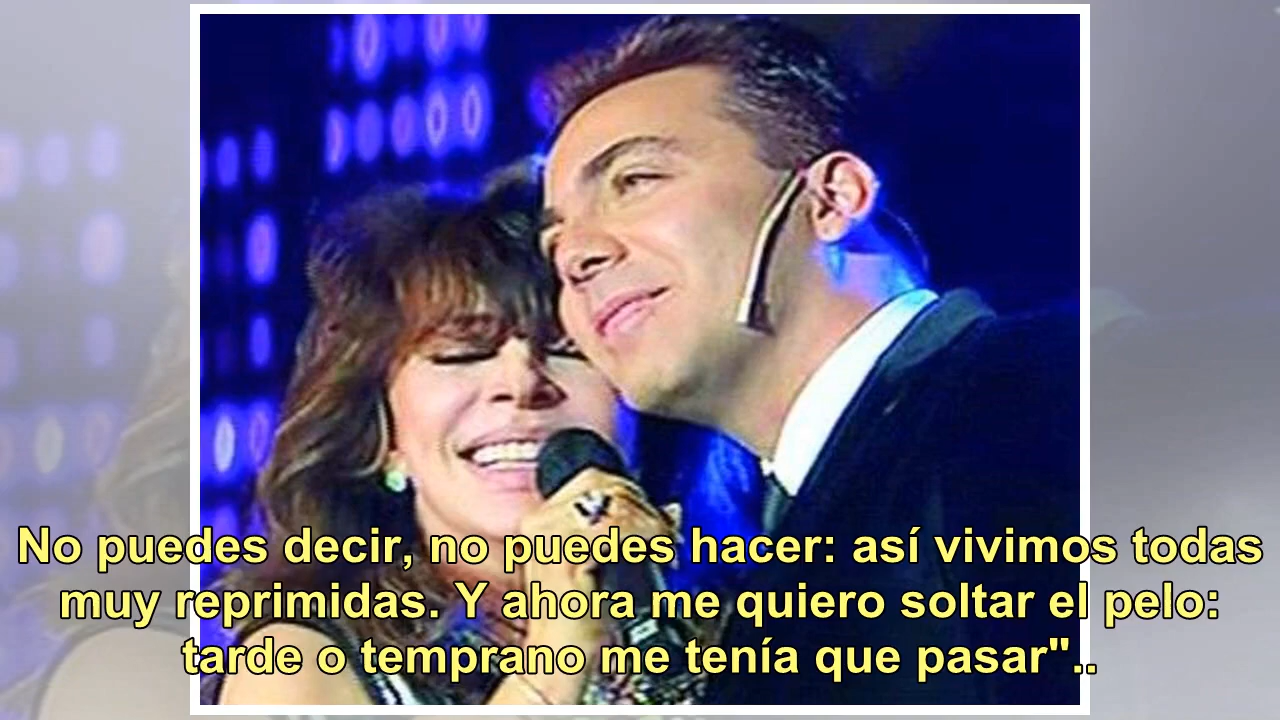 No puedes decir, no puedes hacer: así vivimos todas
muy reprimidas. Y ahora me quiero soltar el pelo:
tarde o temprano me tenía que pasar"..